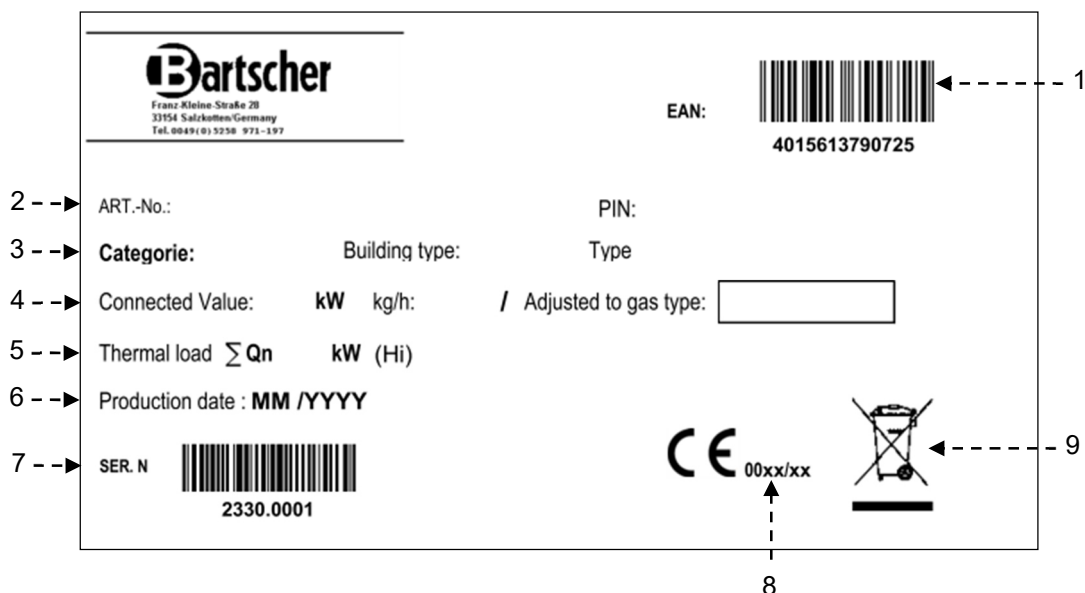 Bartscher
Franz-Kleine-Straße 28
33154 Salzkotten/Germany
Tel. 0049(0) 5258 971-197
EAN:
4015613790725
1
2 ART.-No.: PIN:
3 Categorie: Building type: Type
4 Connected Value: kW kg/h: / Adjusted to gas type:
5 Thermal load ∑ Qn kW (Hi)
6 Production date : MM /YYYY
7 SER. N
2330.0001
CE 00xx/xx
9
8